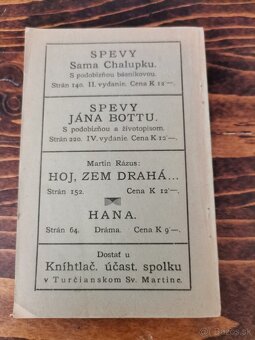 SPEVY
Sama Chalupku.
S podobizňou básnikovou.
Strán 140. II. vydanie. Cena K 12·—.
SPEVY
JÁNA BOTTU.
S podobizňou a životopisom.
Strán 220. IV. vydanie. Cena K 12·—.
Martin Rázus:
HOJ, ZEM DRAHÁ...
Strán 152. Cena K 12·—.
HANA.
Strán 64. Dráma. Cena K 9·—.
Dostať u
Kníhtlač. účast. spolku
v Turčianskom Sv. Martine.